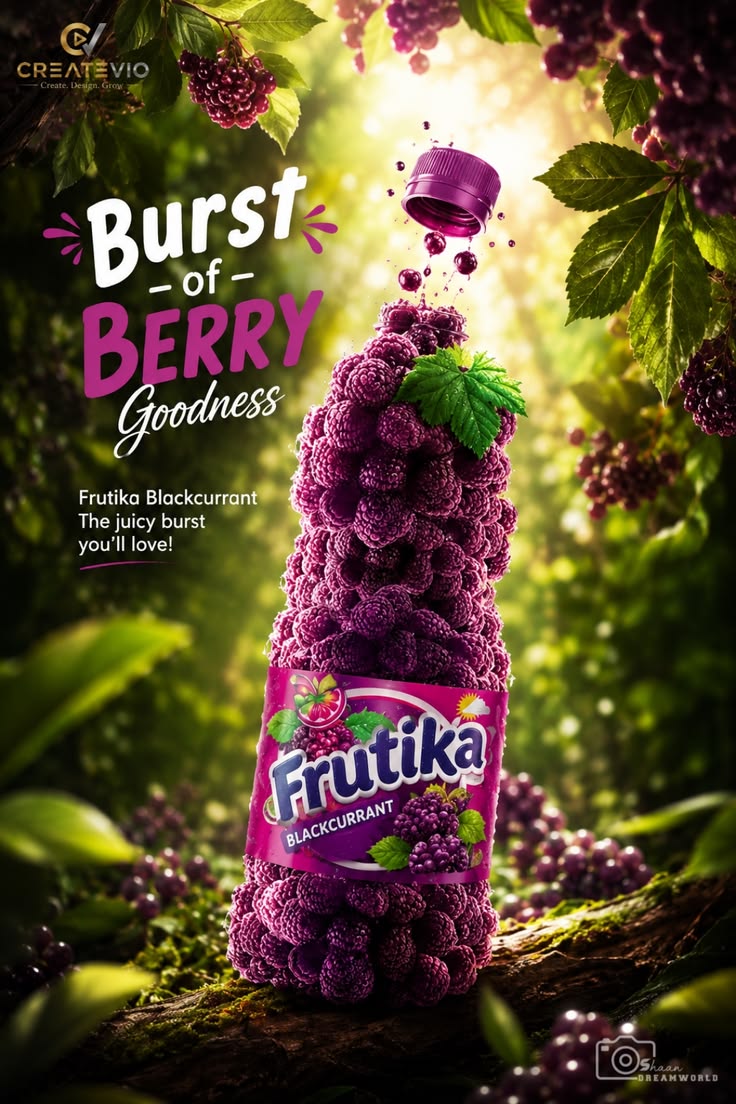 CREATEVIO
Create. Design. Grow
Burst
– of –
BERRY
Goodness
Frutika Blackcurrant
The juicy burst
you'll love!
Frutika
BLACKCURRANT
Shaan
DREAMWORLD